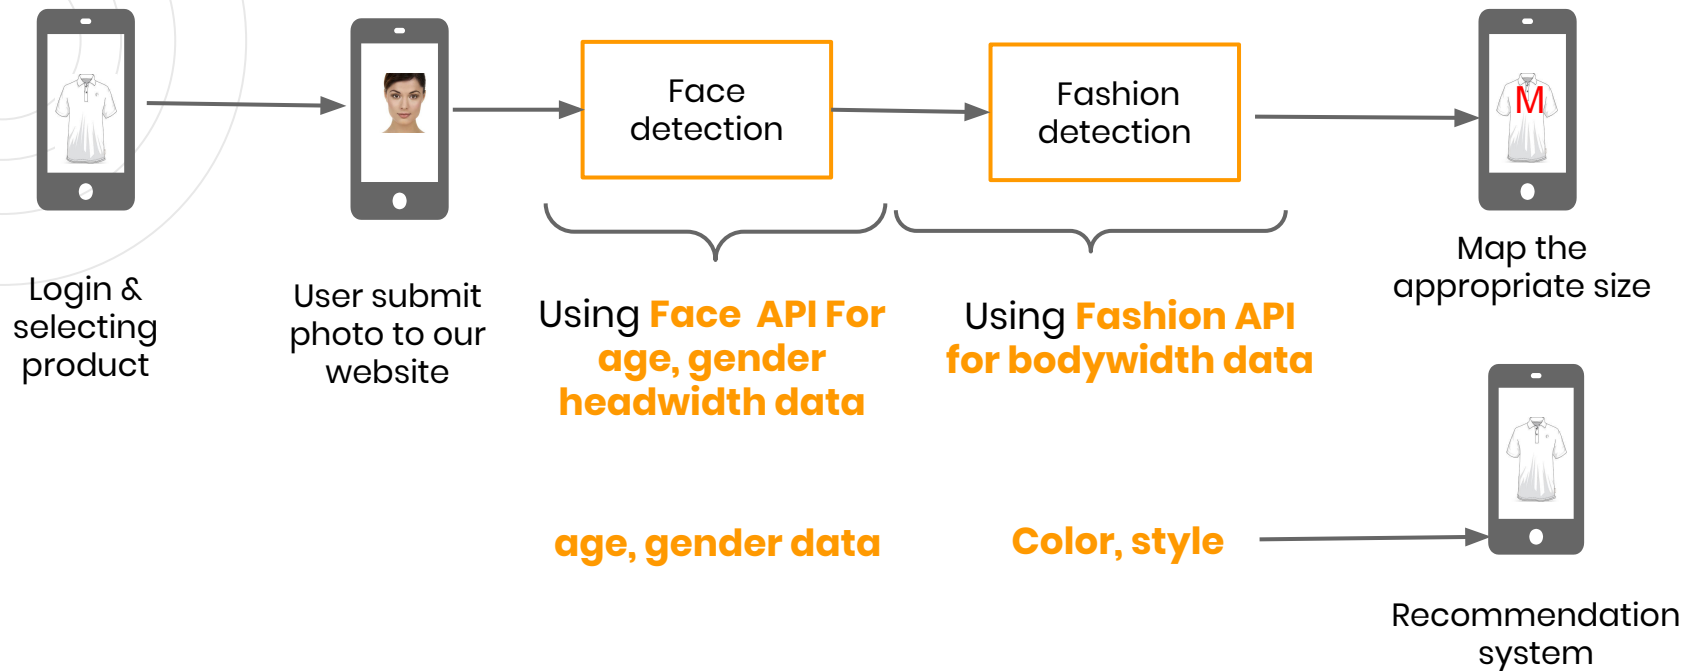 Login &
selecting
product
User submit
photo to our
website
Face
detection
Using Face API For
age, gender
headwidth data
Fashion
detection
Using Fashion API
for bodywidth data
M
Map the
appropriate size
age, gender data
Color, style
Recommendation
system